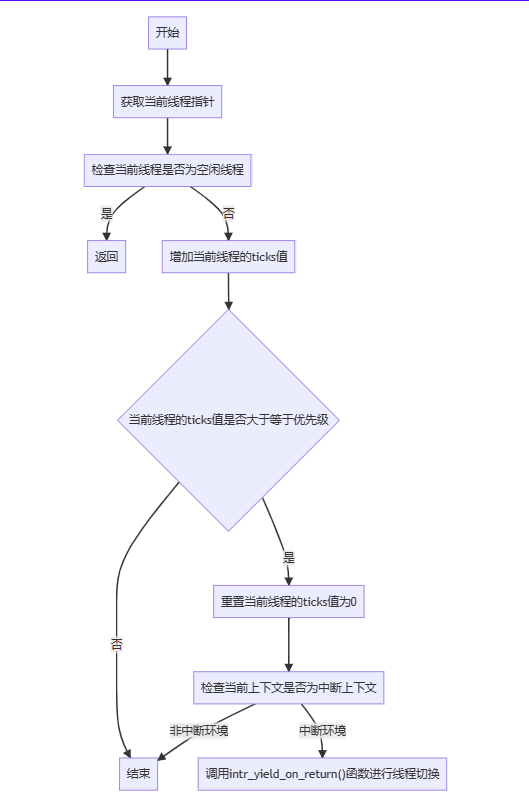 开始
获取当前线程指针
检查当前线程是否为空闲线程
是
否
返回
增加当前线程的ticks值
当前线程的ticks值是否大于等于优先级
是
重置当前线程的ticks值为0
否
检查当前上下文是否为中断上下文
非中断环境
中断环境
结束
调用intr_yield_on_return()函数进行线程切换